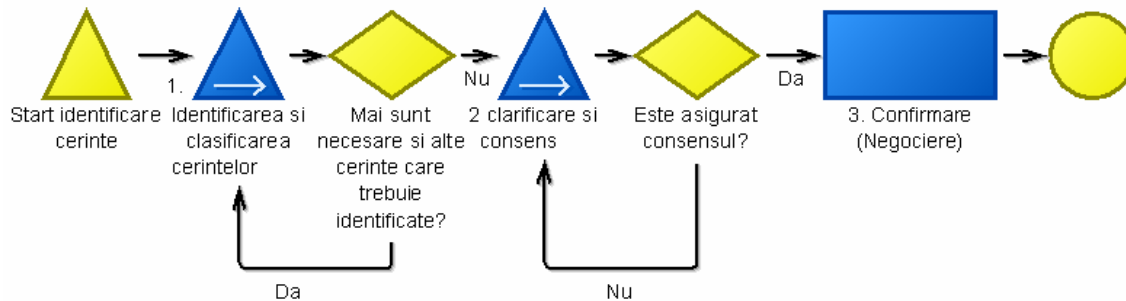 Start identificare
cerinte
1.
Identificarea si
clasificarea
cerintelor
Mai sunt
necesare si alte
cerinte care
trebuie
identificate?
Da
Nu
2 clarificare si
consens
Este asigurat
consensul?
Nu
Da
3. Confirmare
(Negociere)